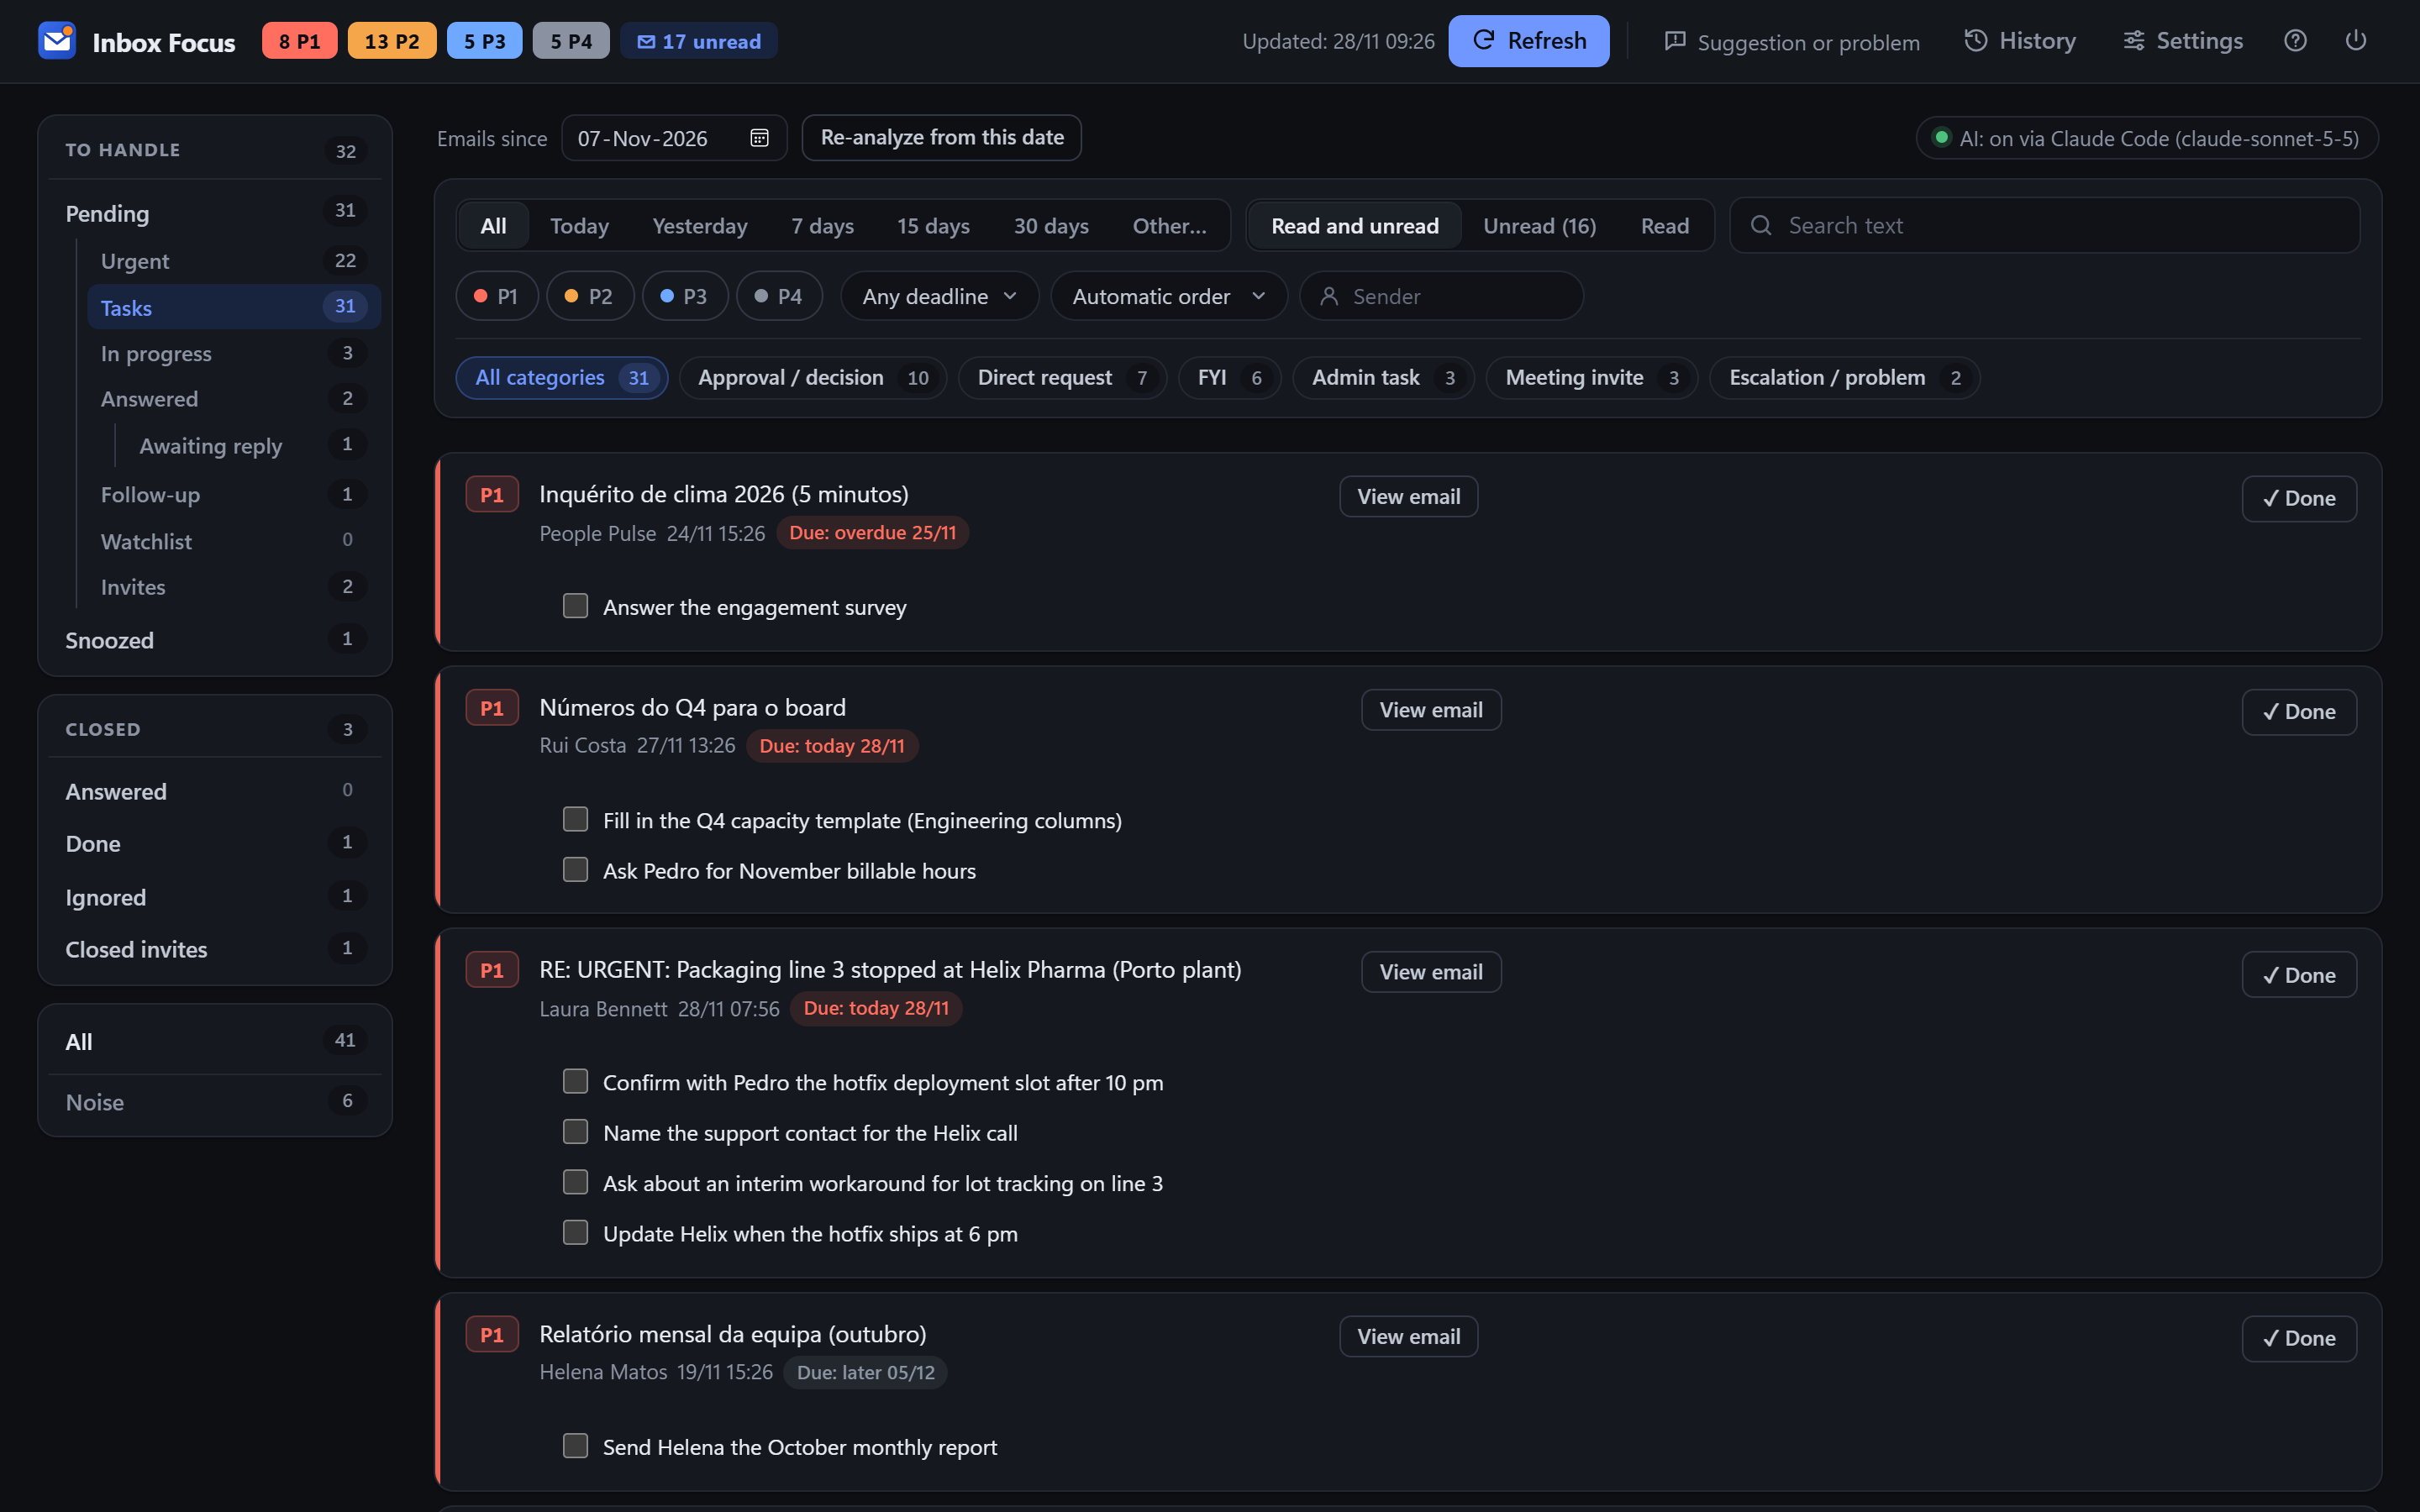 Inbox Focus 8 P1 13 P2 5 P3 5 P4 17 unread Updated: 28/11 09:26 Refresh Suggestion or problem History Settings
TO HANDLE 32
Pending 31
Urgent 22
Tasks 31
In progress 3
Answered 2
Awaiting reply 1
Follow-up 1
Watchlist 0
Invites 2
Snoozed 1
CLOSED 3
Answered 0
Done 1
Ignored 1
Closed invites 1
All 41
Noise 6
Emails since 07-Nov-2026 Re-analyze from this date AI: on via Claude Code (claude-sonnet-5-5)
All Today Yesterday 7 days 15 days 30 days Other... Read and unread Unread (16) Read Search text
P1 P2 P3 P4 Any deadline Automatic order Sender
All categories 31 Approval / decision 10 Direct request 7 FYI 6 Admin task 3 Meeting invite 3 Escalation / problem 2
P1 Inquérito de clima 2026 (5 minutos) View email ✓ Done
People Pulse 24/11 15:26 Due: overdue 25/11
Answer the engagement survey
P1 Números do Q4 para o board View email ✓ Done
Rui Costa 27/11 13:26 Due: today 28/11
Fill in the Q4 capacity template (Engineering columns)
Ask Pedro for November billable hours
P1 RE: URGENT: Packaging line 3 stopped at Helix Pharma (Porto plant) View email ✓ Done
Laura Bennett 28/11 07:56 Due: today 28/11
Confirm with Pedro the hotfix deployment slot after 10 pm
Name the support contact for the Helix call
Ask about an interim workaround for lot tracking on line 3
Update Helix when the hotfix ships at 6 pm
P1 Relatório mensal da equipa (outubro) View email ✓ Done
Helena Matos 19/11 15:26 Due: later 05/12
Send Helena the October monthly report